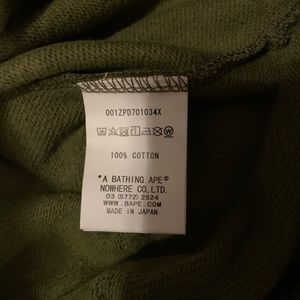 001ZPD701034X
100% COTTON
"A BATHING APE®
NOWHERE CO., LTD.
03 (5772) 2524
WWW.BAPE.COM
MADE IN JAPAN